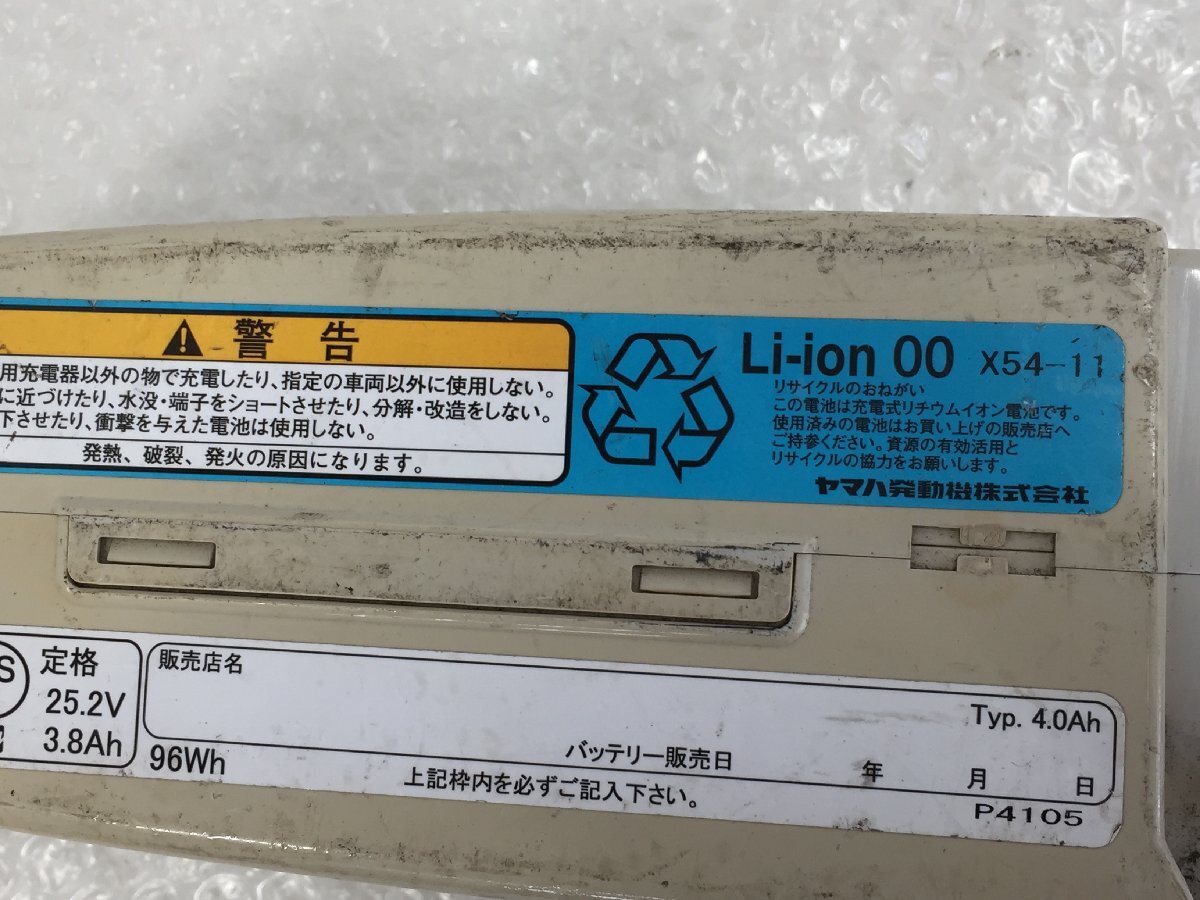 警 告
用充電器以外の物で充電したり、指定の車両以外に使用しない。
に近づけたり、水没・端子をショートさせたり、分解・改造をしない。
下させたり、衝撃を与えた電池は使用しない。
発熱、破裂、発火の原因になります。
Li-ion 00 X54-11
リサイクルのおねがい
この電池は充電式リチウムイオン電池です。
使用済みの電池はお買い上げの販売店へ
ご持参ください。資源の有効活用と
リサイクルの協力をお願いします。
ヤマハ発動機株式会社
S
定格
25.2V
3.8Ah
96Wh
販売店名
Typ. 4.0Ah
バッテリー販売日 年 月 日
上記枠内を必ずご記入下さい。
P4105